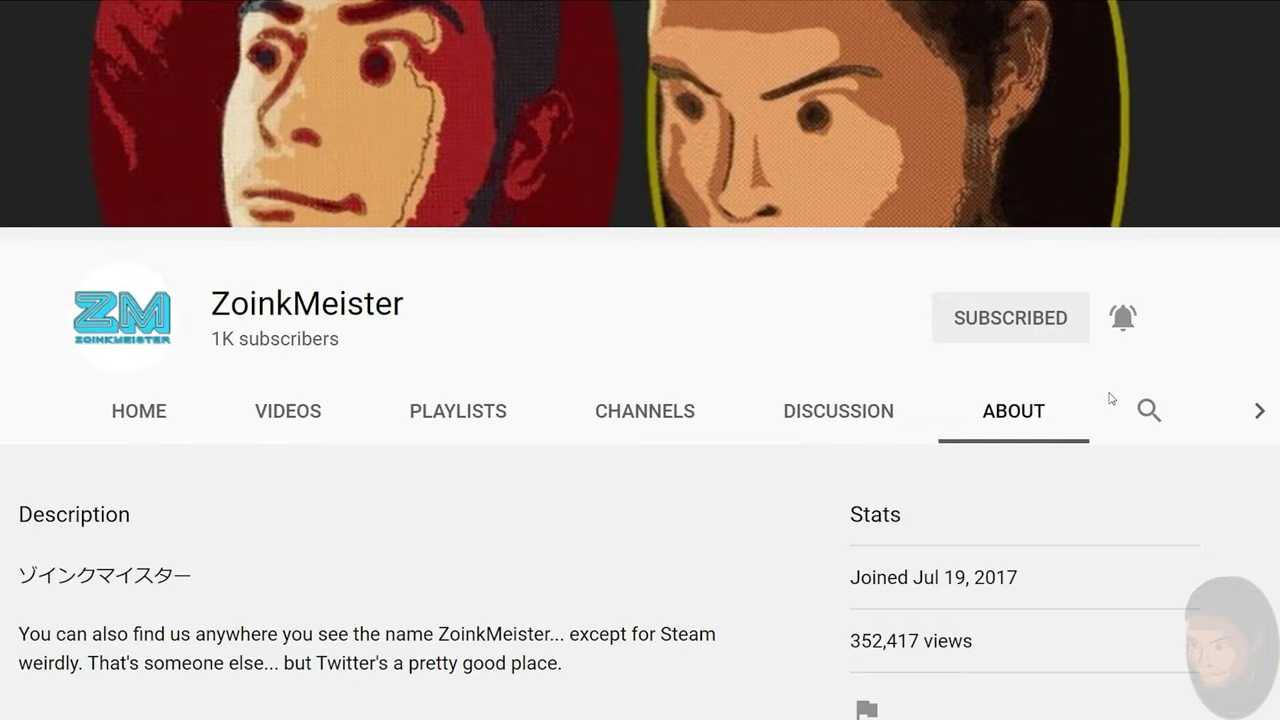 ZM
ZOINKMEISTER
ZoinkMeister
1K subscribers
SUBSCRIBED
HOME
VIDEOS
PLAYLISTS
CHANNELS
DISCUSSION
ABOUT
Description
ゾインクマイスター
You can also find us anywhere you see the name ZoinkMeister... except for Steam
weirdly. That's someone else... but Twitter's a pretty good place.
Stats
Joined Jul 19, 2017
352,417 views